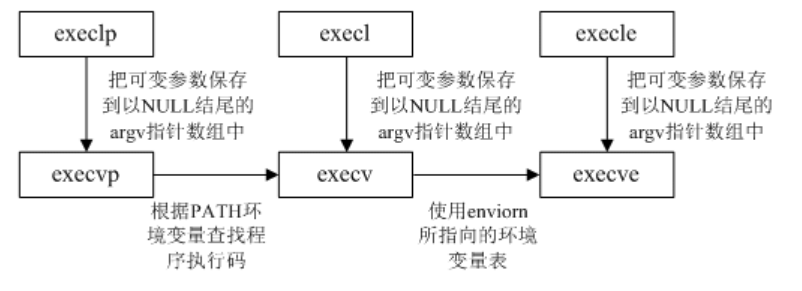 execlp
execl
execle
把可变参数保存
到以NULL结尾的
argv指针数组中
把可变参数保存
到以NULL结尾的
argv指针数组中
把可变参数保存
到以NULL结尾的
argv指针数组中
execvp
execv
execve
根据PATH环
境变量查找程
序执行码
使用enviorn
所指向的环境
变量表